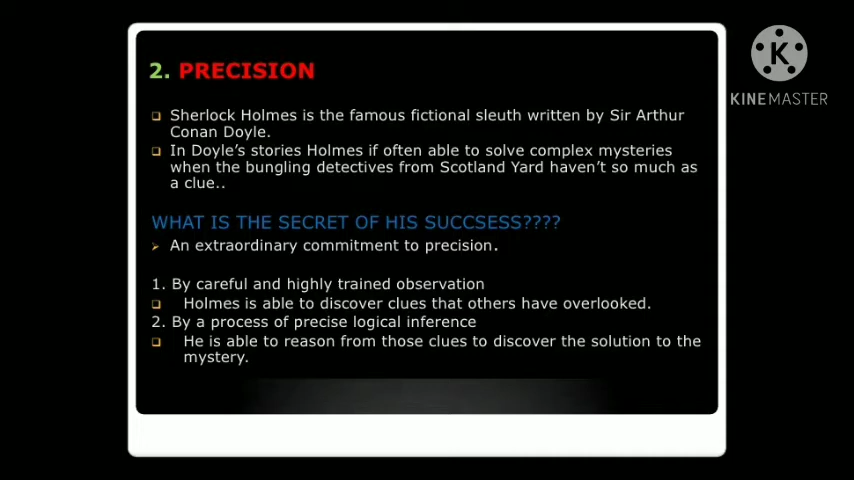 2. PRECISION
Sherlock Holmes is the famous fictional sleuth written by Sir Arthur
Conan Doyle.
In Doyle's stories Holmes if often able to solve complex mysteries
when the bungling detectives from Scotland Yard haven't so much as
a clue..
WHAT IS THE SECRET OF HIS SUCCSESS????
An extraordinary commitment to precision.
1. By careful and highly trained observation
Holmes is able to discover clues that others have overlooked.
2. By a process of precise logical inference
He is able to reason from those clues to discover the solution to the
mystery.
K
KINEMASTER